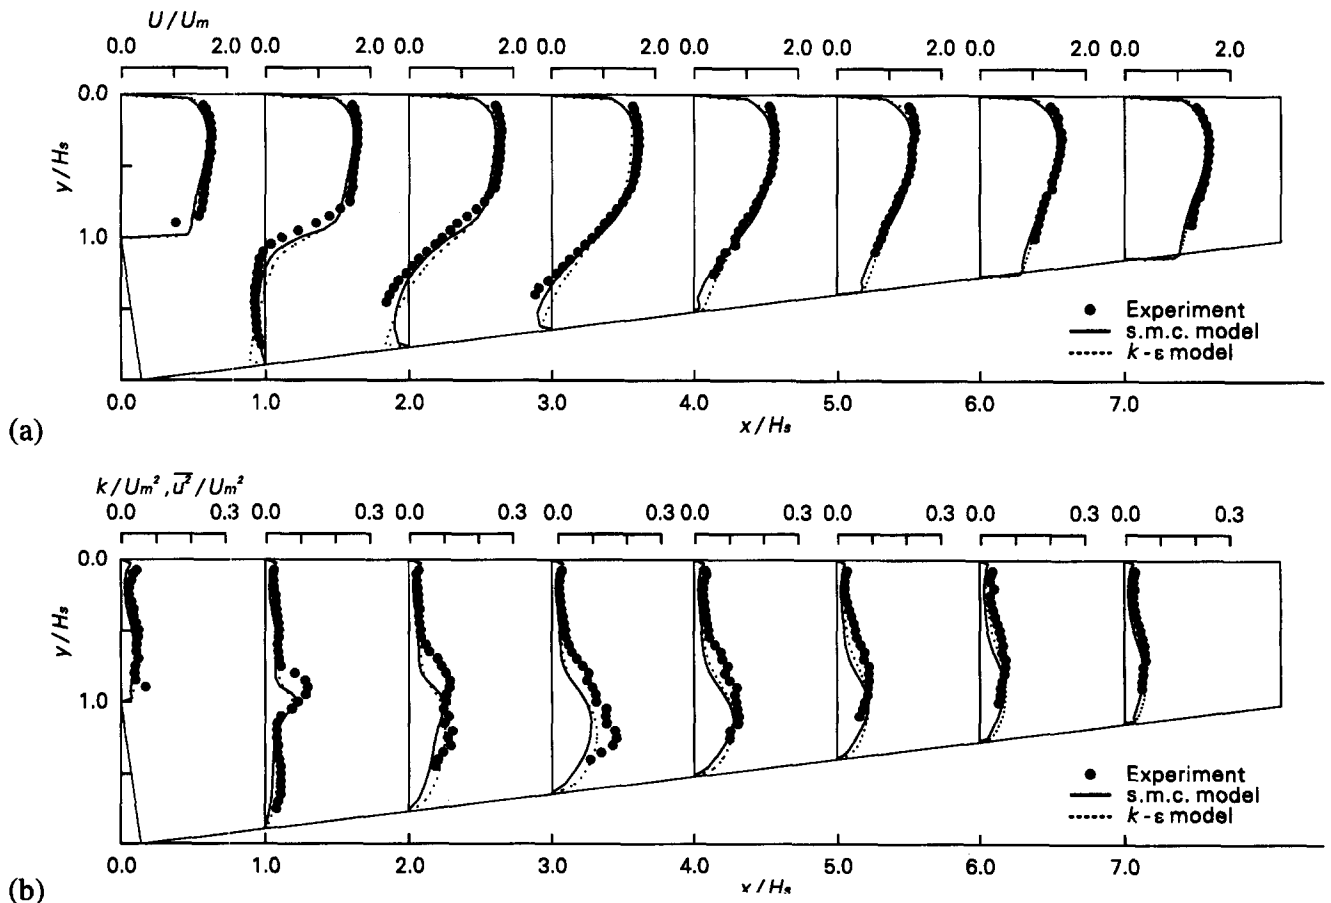 U / Um
0.0 2.0 0.0 2.0 0.0 2.0 0.0 2.0 0.0 2.0 0.0 2.0 0.0 2.0 0.0 2.0
0.0
y / Hs
1.0
● Experiment
s.m.c. model
k - ε model
0.0 1.0 2.0 3.0 4.0 5.0 6.0 7.0
x / Hs
(a)
k / Um², u² / Um²
0.0 0.3 0.0 0.3 0.0 0.3 0.0 0.3 0.0 0.3 0.0 0.3 0.0 0.3 0.0 0.3
0.0
y / Hs
1.0
● Experiment
s.m.c. model
k - ε model
0.0 1.0 2.0 3.0 4.0 5.0 6.0 7.0
x / Hs
(b)